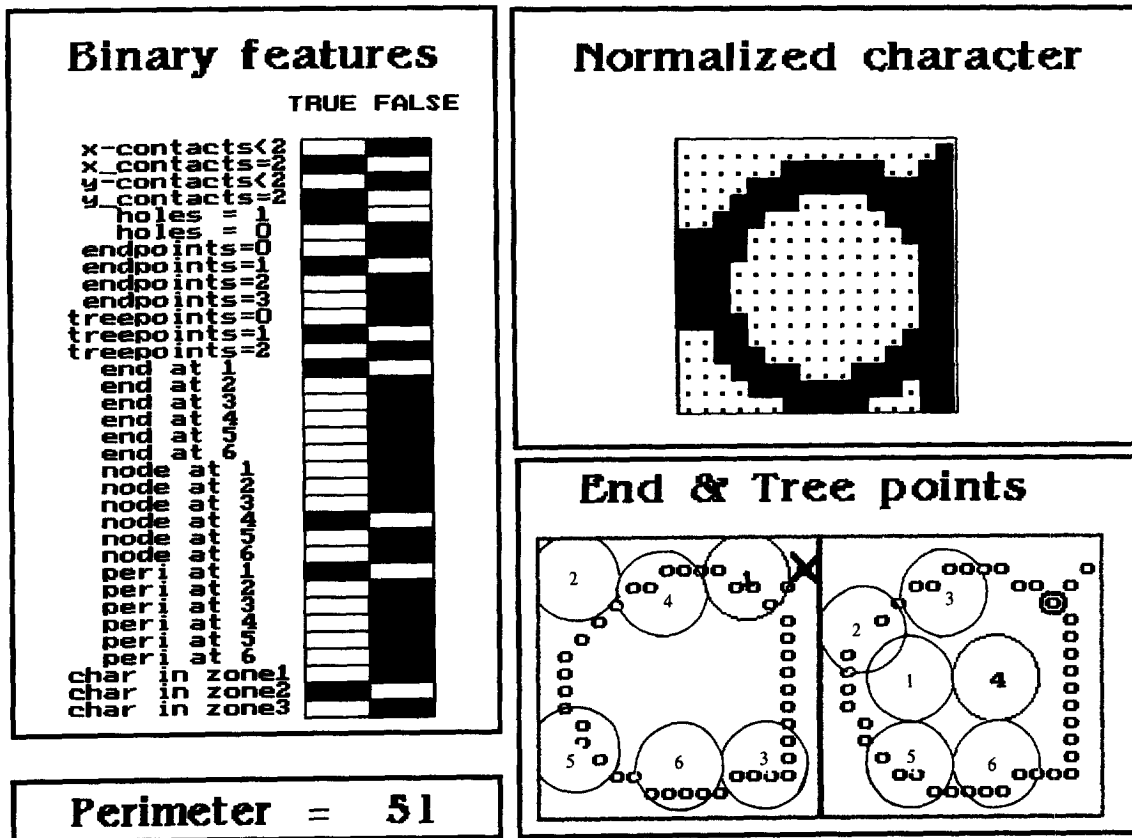 Binary features
TRUE FALSE
x-contacts<2
x_contacts=2
y-contacts<2
y_contacts=2
holes = 1
holes = 0
endpoints=0
endpoints=1
endpoints=2
endpoints=3
treepoints=0
treepoints=1
treepoints=2
end at 1
end at 2
end at 3
end at 4
end at 5
end at 6
node at 1
node at 2
node at 3
node at 4
node at 5
node at 6
peri at 1
peri at 2
peri at 3
peri at 4
peri at 5
peri at 6
char in zone1
char in zone2
char in zone3
Perimeter = 51
Normalized character
End & Tree points
2 4 1
5 6 3
3
2
1 4
5 6